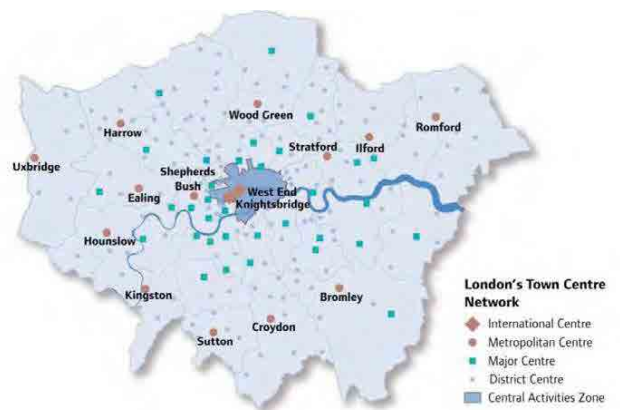 Wood Green
Romford
Harrow
Stratford
Ilford
Uxbridge
Shepherds
Bush
Ealing
West End
Knightsbridge
Hounslow
Kingston
Bromley
Croydon
Sutton
London's Town Centre
Network
International Centre
Metropolitan Centre
Major Centre
District Centre
Central Activities Zone